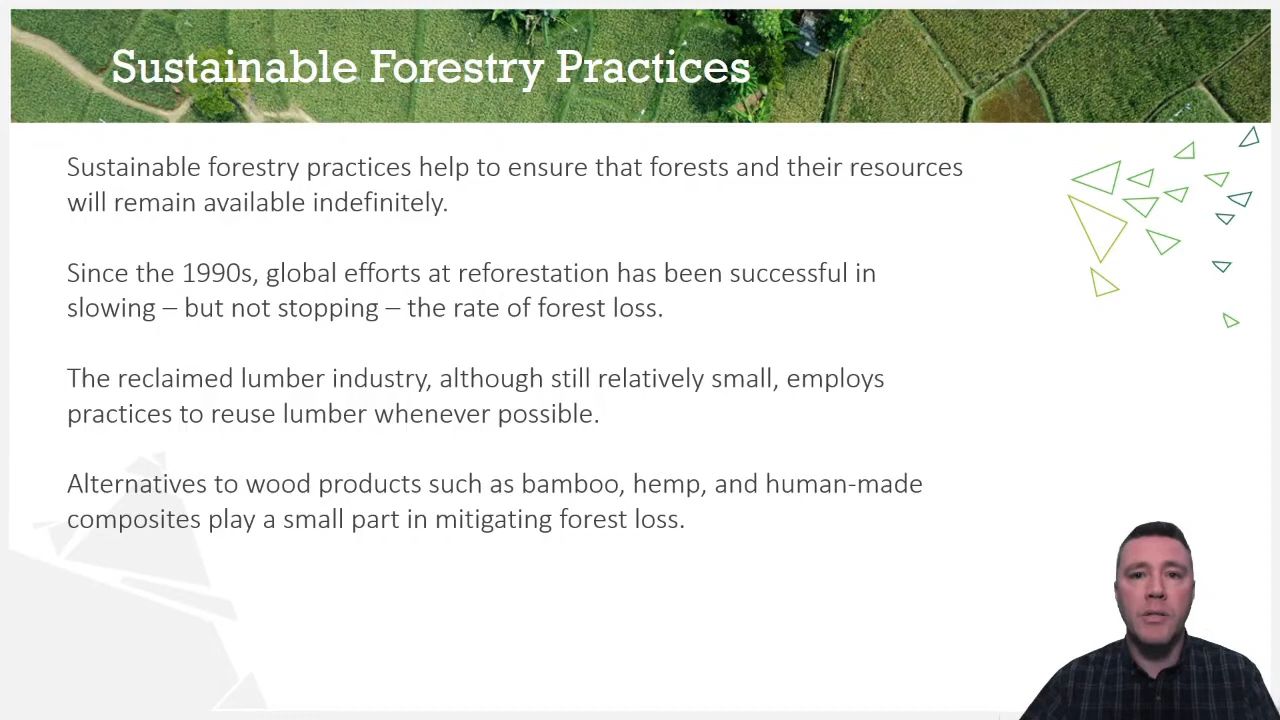 Sustainable Forestry Practices
Sustainable forestry practices help to ensure that forests and their resources
will remain available indefinitely.
Since the 1990s, global efforts at reforestation has been successful in
slowing – but not stopping – the rate of forest loss.
The reclaimed lumber industry, although still relatively small, employs
practices to reuse lumber whenever possible.
Alternatives to wood products such as bamboo, hemp, and human-made
composites play a small part in mitigating forest loss.